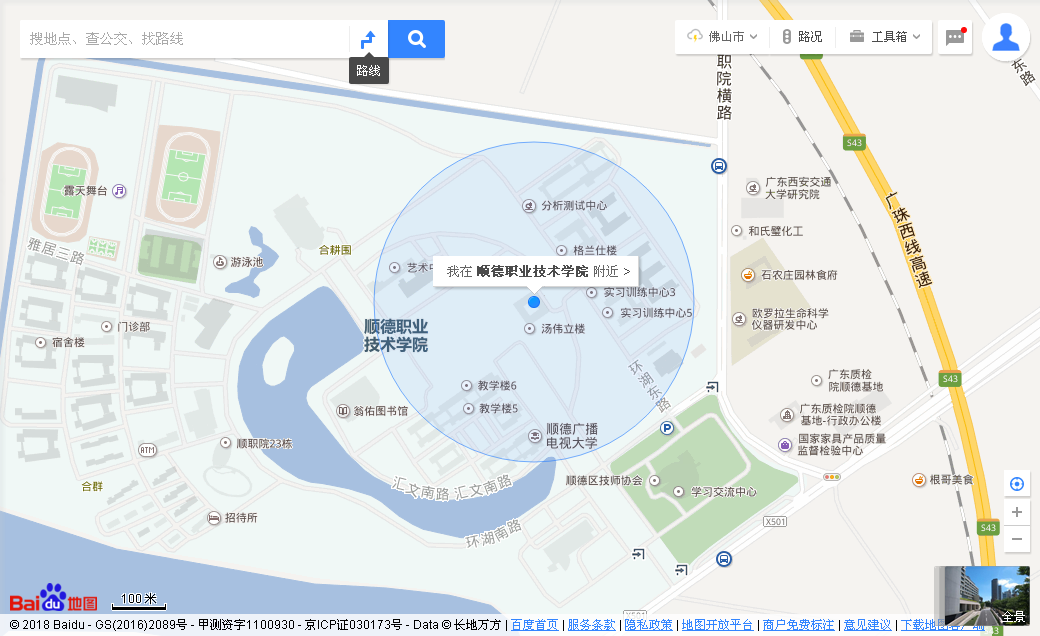 搜地点、查公交、找路线
路线
佛山市
路况
工具箱
职院横路
东路
S43
广珠西线高速
露天舞台
雅居三路
游泳池
合耕围
分析测试中心
格兰仕楼
艺术中
我在 顺德职业技术学院 附近 >
实习训练中心3
实习训练中心5
汤伟立楼
广东西安交通
大学研究院
和氏璧化工
石农庄园林食府
欧罗拉生命科学
仪器研发中心
门诊部
宿舍楼
顺德职业
技术学院
环湖东路
教学楼6
教学楼5
翁佑图书馆
顺职院23栋
ATM
合群
招待所
顺德广播
电视大学
P
汇文南路 汇文南路
环湖南路
顺德区技师协会
学习交流中心
X501
S43
广东质检
院顺德基地
广东质检院顺德
基地-行政办公楼
国家家具产品质量
监督检验中心
根哥美食
S43
X501
Bai du 地图
100 米
全景
© 2018 Baidu - GS(2016)2089号 - 甲测资字1100930 - 京ICP证030173号 - Data © 长地万方 | 百度首页 | 服务条款 | 隐私政策 | 地图开放平台 | 商户免费标注 | 意见建议 | 下载地图